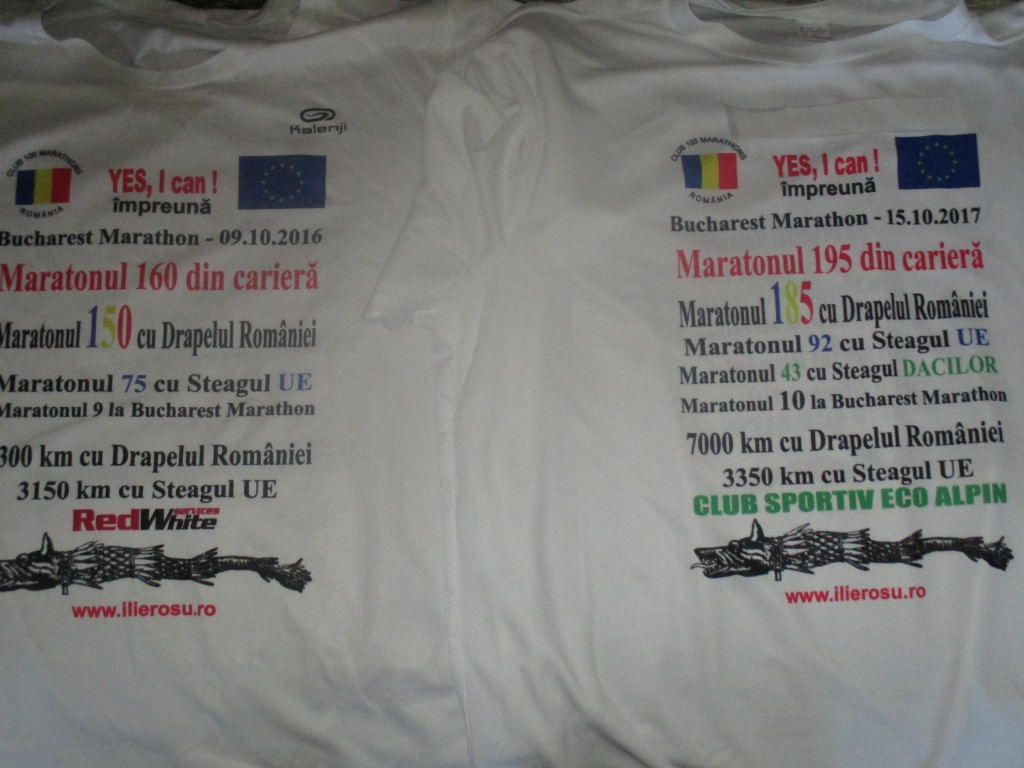 Kalenji
CLUB 100 MARATHONS
ROMÂNIA
YES, I can !
împreună
Bucharest Marathon - 09.10.2016
Maratonul 160 din carieră
Maratonul 150 cu Drapelul României
Maratonul 75 cu Steagul UE
Maratonul 9 la Bucharest Marathon
300 km cu Drapelul României
3150 km cu Steagul UE
RedWhite services
www.ilierosu.ro
CLUB 100 MARATHONS
ROMÂNIA
YES, I can !
împreună
Bucharest Marathon - 15.10.2017
Maratonul 195 din carieră
Maratonul 185 cu Drapelul României
Maratonul 92 cu Steagul UE
Maratonul 43 cu Steagul DACILOR
Maratonul 10 la Bucharest Marathon
7000 km cu Drapelul României
3350 km cu Steagul UE
CLUB SPORTIV ECO ALPIN
www.ilierosu.ro